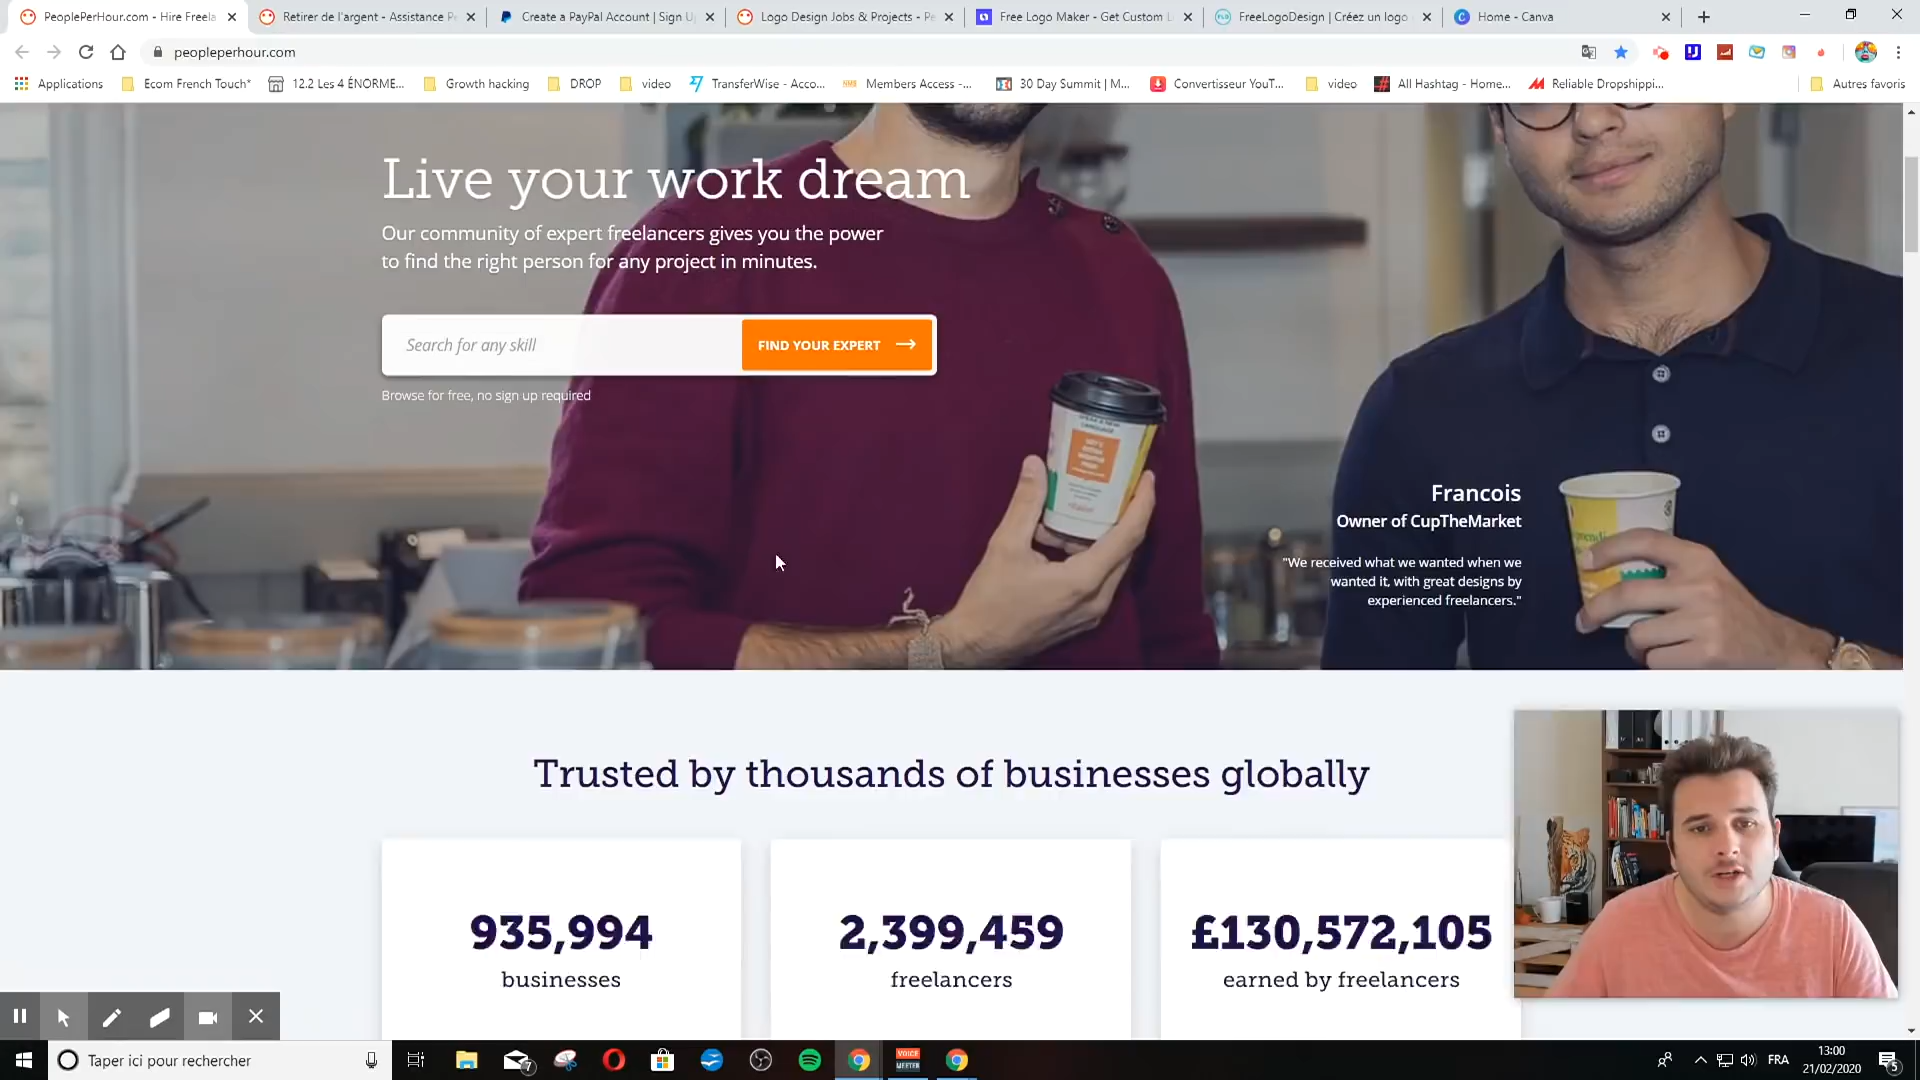 PeoplePerHour.com - Hire Freela
Retirer de l'argent - Assistance P
Create a PayPal Account | Sign U
Logo Design Jobs & Projects - Pe
Free Logo Maker - Get Custom L
FreeLogoDesign | Créez un logo
Home - Canva
peopleperhour.com
Applications
Ecom French Touch*
12.2 Les 4 ÉNORME...
Growth hacking
DROP
video
TransferWise - Acco...
Members Access -...
30 Day Summit | M...
Convertisseur YouT...
video
All Hashtag - Home...
Reliable Dropshippi...
Autres favoris
Live your work dream
Our community of expert freelancers gives you the power
to find the right person for any project in minutes.
Search for any skill
FIND YOUR EXPERT
Browse for free, no sign up required
Francois
Owner of CupTheMarket
"We received what we wanted when we
wanted it, with great designs by
experienced freelancers."
Trusted by thousands of businesses globally
935,994
businesses
2,399,459
freelancers
£130,572,105
earned by freelancers
Taper ici pour rechercher
7
VOICE
MEETER
FRA
13:00
21/02/2020
5